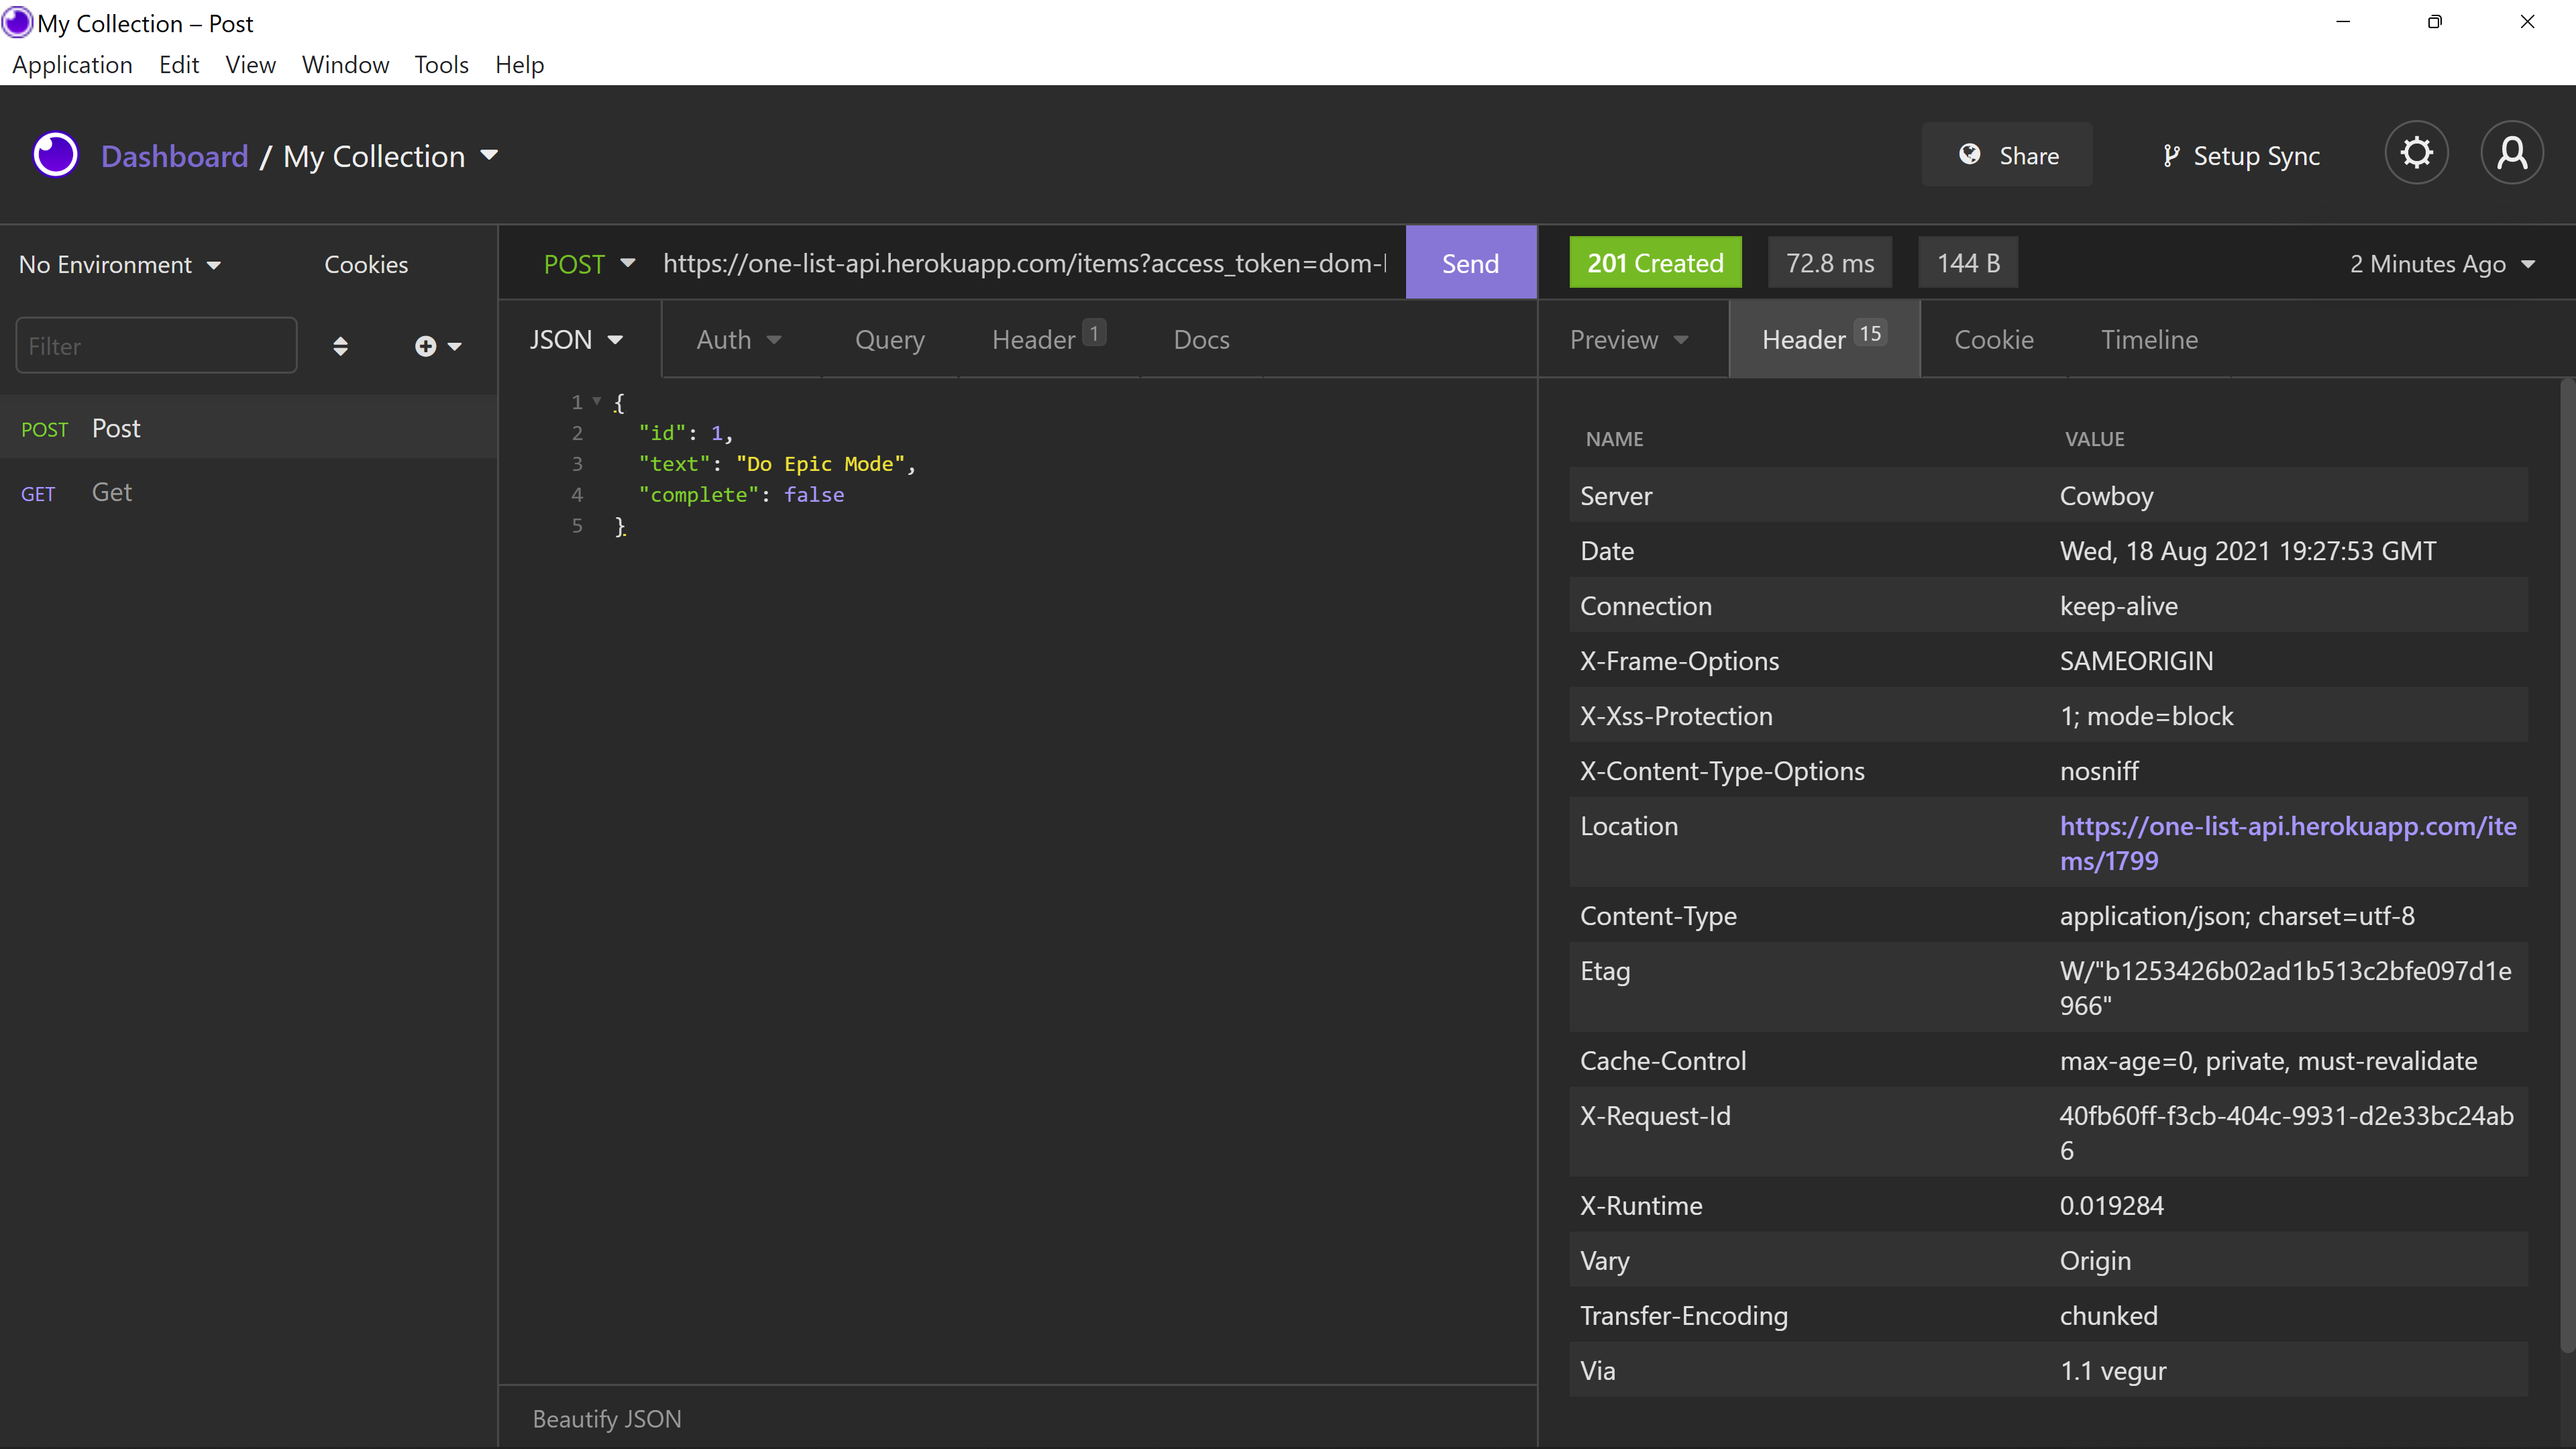 My Collection – Post
Application Edit View Window Tools Help
Dashboard / My Collection
Share
Setup Sync
No Environment
Cookies
Filter
POST Post
GET Get
POST https://one-list-api.herokuapp.com/items?access_token=dom- Send
JSON Auth Query Header 1 Docs
1 {
2 "id": 1,
3 "text": "Do Epic Mode",
4 "complete": false
5 }
Beautify JSON
201 Created 72.8 ms 144 B 2 Minutes Ago
Preview Header 15 Cookie Timeline
NAME VALUE
Server Cowboy
Date Wed, 18 Aug 2021 19:27:53 GMT
Connection keep-alive
X-Frame-Options SAMEORIGIN
X-Xss-Protection 1; mode=block
X-Content-Type-Options nosniff
Location https://one-list-api.herokuapp.com/ite
ms/1799
Content-Type application/json; charset=utf-8
Etag W/"b1253426b02ad1b513c2bfe097d1e
966"
Cache-Control max-age=0, private, must-revalidate
X-Request-Id 40fb60ff-f3cb-404c-9931-d2e33bc24ab
6
X-Runtime 0.019284
Vary Origin
Transfer-Encoding chunked
Via 1.1 vegur